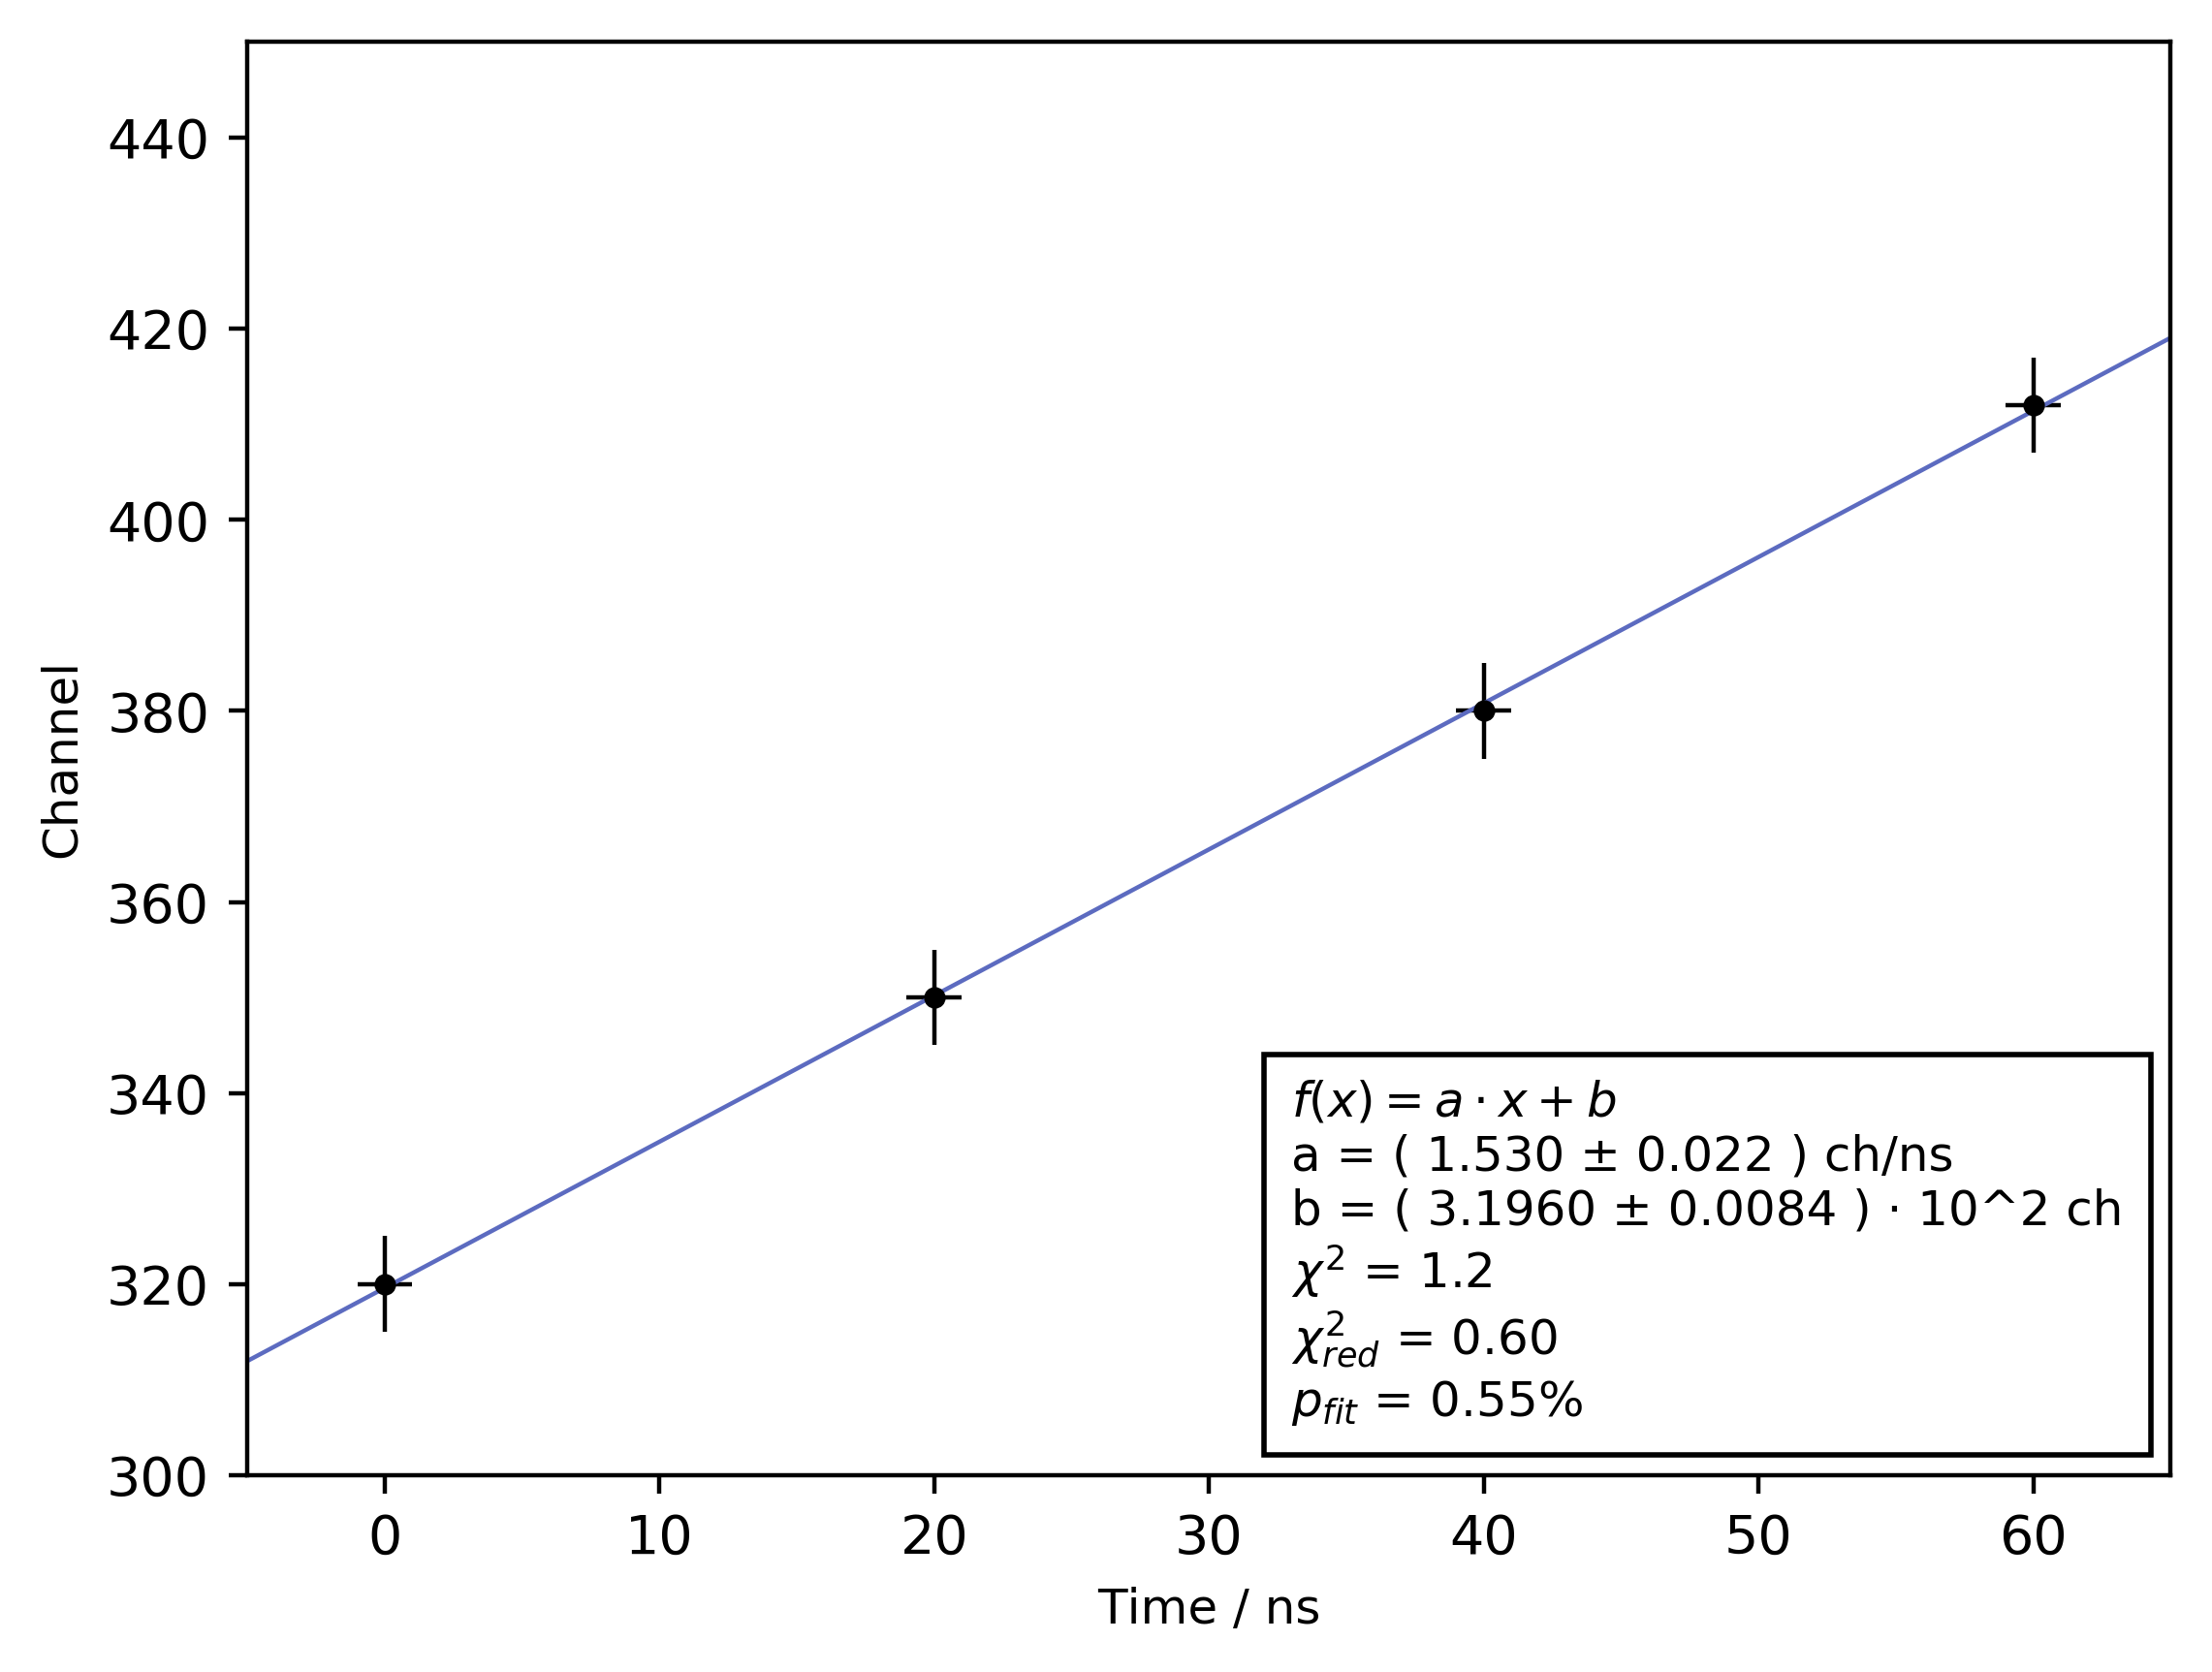 440
420
400
380
360
340
320
300
Channel
f(x) = a · x + b
a = ( 1.530 ± 0.022 ) ch/ns
b = ( 3.1960 ± 0.0084 ) · 10^2 ch
χ² = 1.2
χ²red = 0.60
pfit = 0.55%
0 10 20 30 40 50 60
Time / ns